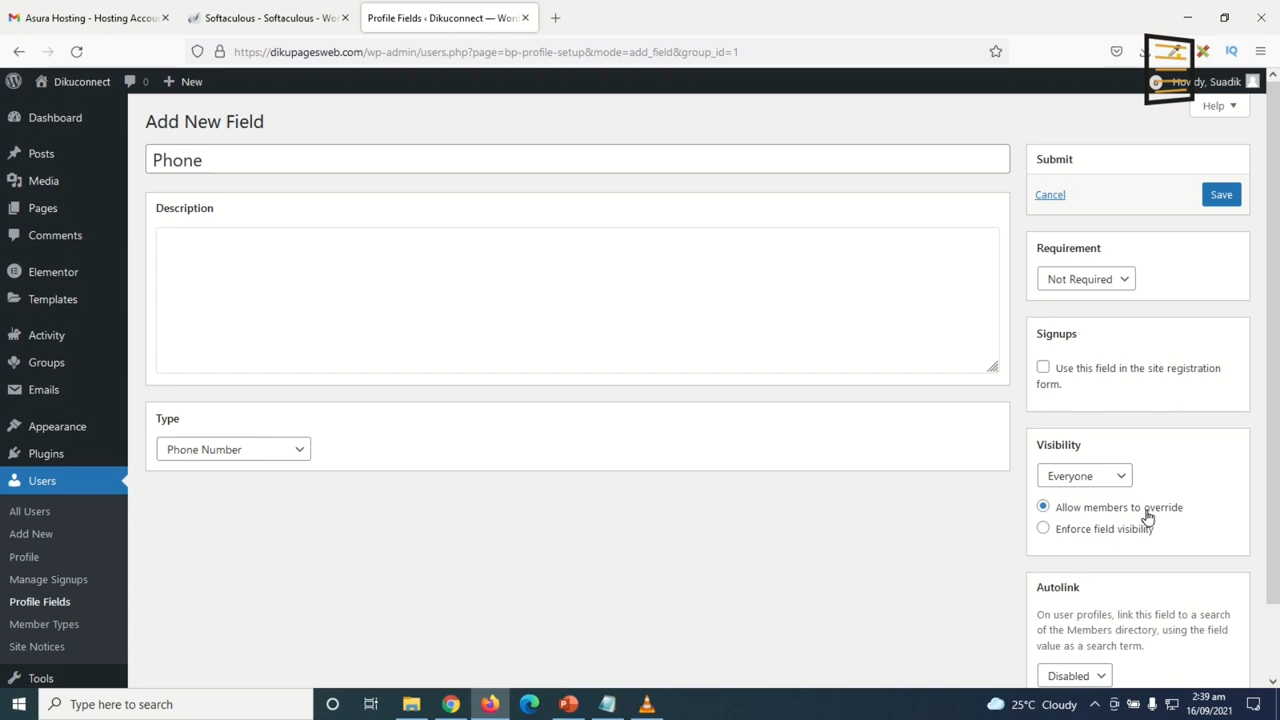 Asura Hosting - Hosting Accou
Softaculous - Softaculous - Wo
Profile Fields ‹ Dikuconnect — Word
https://dikupagesweb.com/wp-admin/users.php?page=bp-profile-setup&mode=add_field&group_id=1
IQ
Dikuconnect
0
New
dy, Suadik
Help
Dashboard
Posts
Media
Pages
Comments
Elementor
Templates
Activity
Groups
Emails
Appearance
Plugins
Users
All Users
Add New
Profile
Manage Signups
Profile Fields
Member Types
Site Notices
Tools
Add New Field
Phone
Description
Type
Phone Number
Submit
Cancel
Save
Requirement
Not Required
Signups
Use this field in the site registration
form.
Visibility
Everyone
Allow members to override
Enforce field visibility
Autolink
On user profiles, link this field to a search
of the Members directory, using the field
value as a search term.
Disabled
Type here to search
25°C Cloudy
2:39 am
16/09/2021